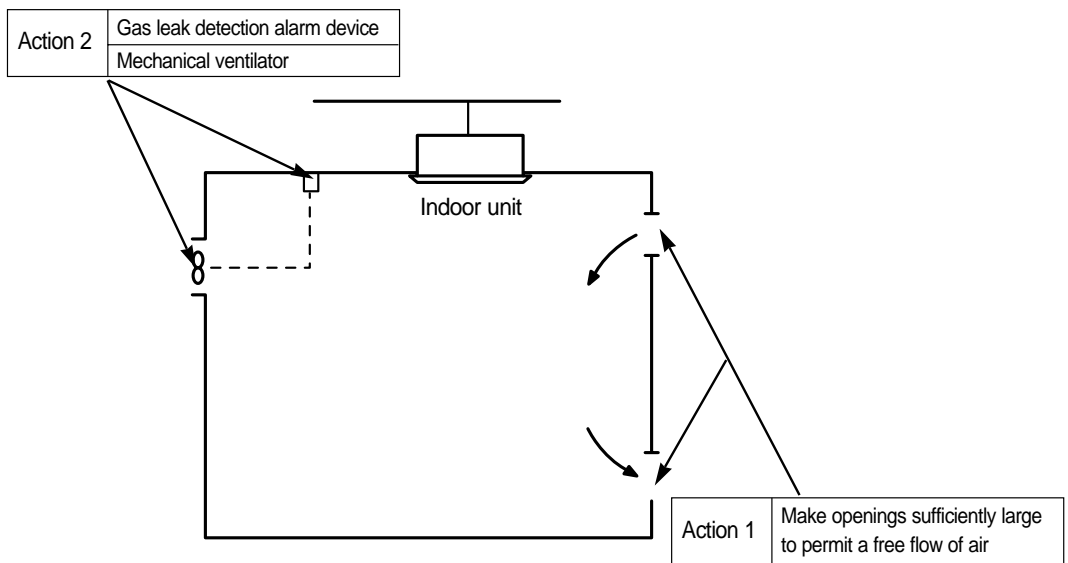 Action 2
Gas leak detection alarm device
Mechanical ventilator
Indoor unit
Action 1
Make openings sufficiently large
to permit a free flow of air